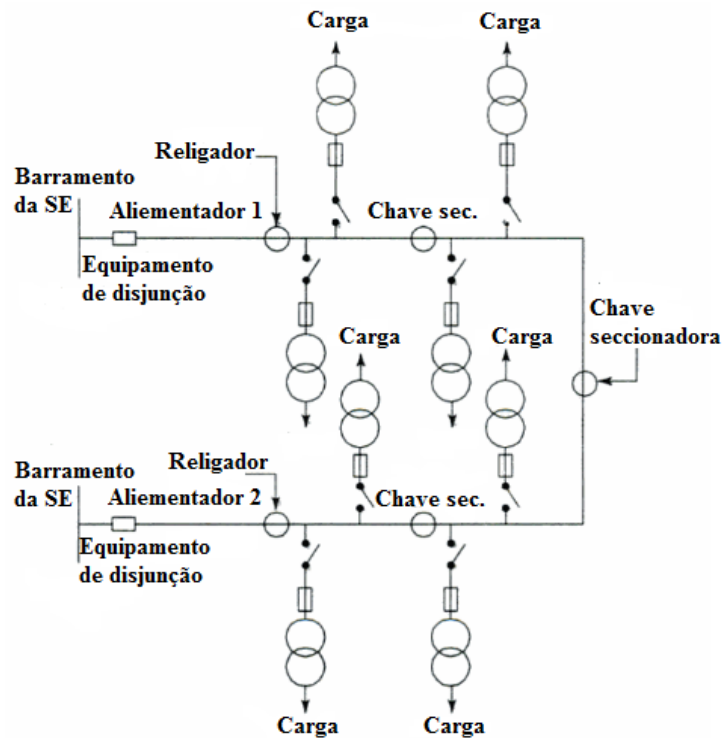 Carga
Carga
Religador
Barramento
da SE
Aliementador 1
Chave sec.
Equipamento
de disjunção
Chave
seccionadora
Carga
Carga
Barramento
da SE
Religador
Aliementador 2
Chave sec.
Equipamento
de disjunção
Carga
Carga